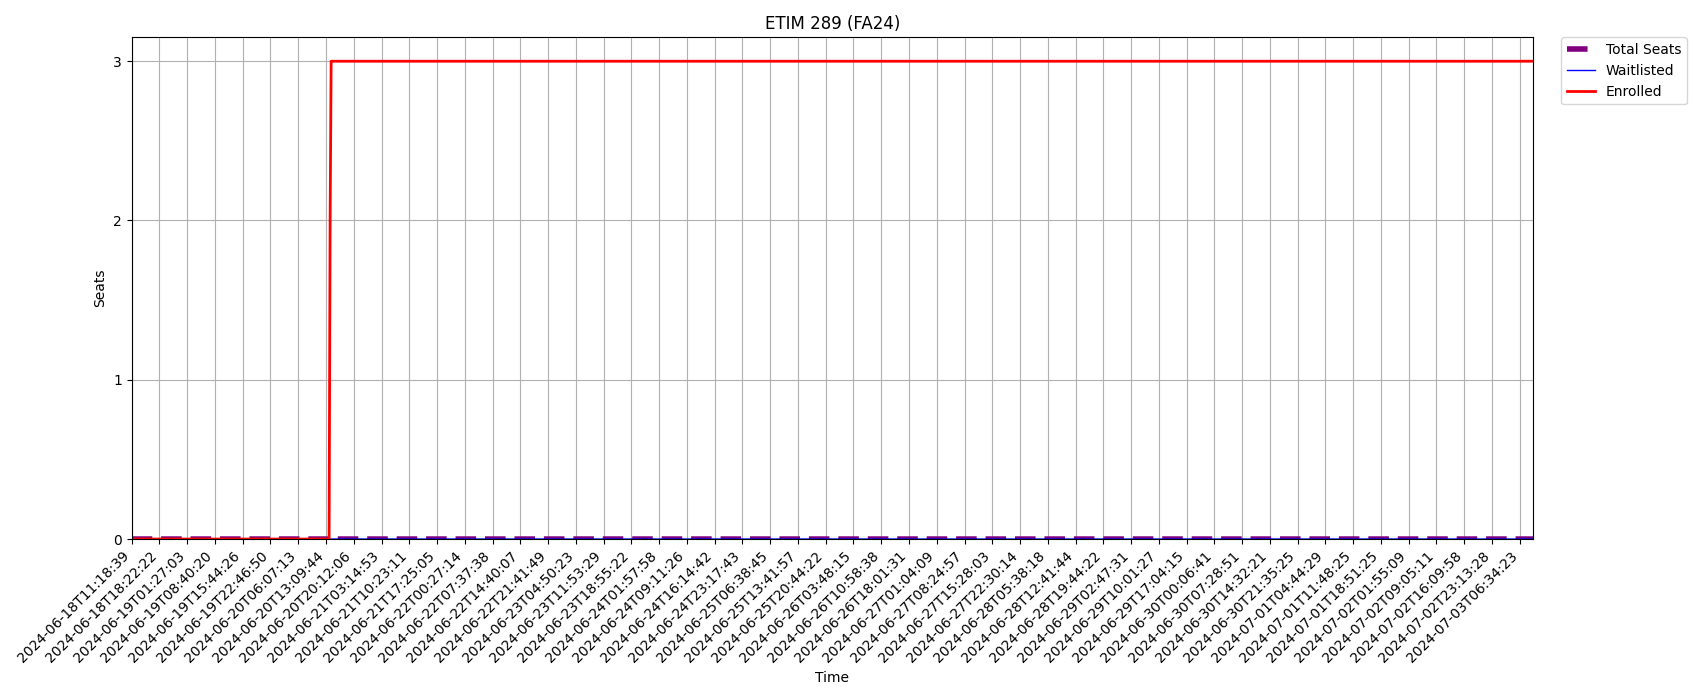 ETIM 289 (FA24)
Total Seats
Waitlisted
Enrolled
3
2
1
0
Seats
2024-06-18T11:18:39
2024-06-18T18:22:22
2024-06-19T01:27:03
2024-06-19T08:40:20
2024-06-19T15:44:26
2024-06-19T22:46:50
2024-06-20T06:07:13
2024-06-20T13:09:44
2024-06-20T20:12:06
2024-06-21T03:14:53
2024-06-21T10:23:11
2024-06-21T17:25:05
2024-06-22T00:27:14
2024-06-22T07:37:38
2024-06-22T14:40:07
2024-06-22T21:41:49
2024-06-23T04:50:23
2024-06-23T11:53:29
2024-06-23T18:55:22
2024-06-24T01:57:58
2024-06-24T09:11:26
2024-06-24T16:14:42
2024-06-24T23:17:43
2024-06-25T06:38:45
2024-06-25T13:41:57
2024-06-25T20:44:22
2024-06-26T03:48:15
2024-06-26T10:58:38
2024-06-26T18:01:31
2024-06-27T01:04:09
2024-06-27T08:24:57
2024-06-27T15:28:03
2024-06-27T22:30:14
2024-06-28T05:38:18
2024-06-28T12:41:44
2024-06-28T19:44:22
2024-06-29T02:47:31
2024-06-29T10:01:27
2024-06-29T17:04:15
2024-06-30T00:06:41
2024-06-30T07:28:51
2024-06-30T14:32:21
2024-06-30T21:35:25
2024-07-01T04:44:29
2024-07-01T11:48:25
2024-07-01T18:51:25
2024-07-02T01:55:09
2024-07-02T09:05:11
2024-07-02T16:09:58
2024-07-02T23:13:28
2024-07-03T06:34:23
Time